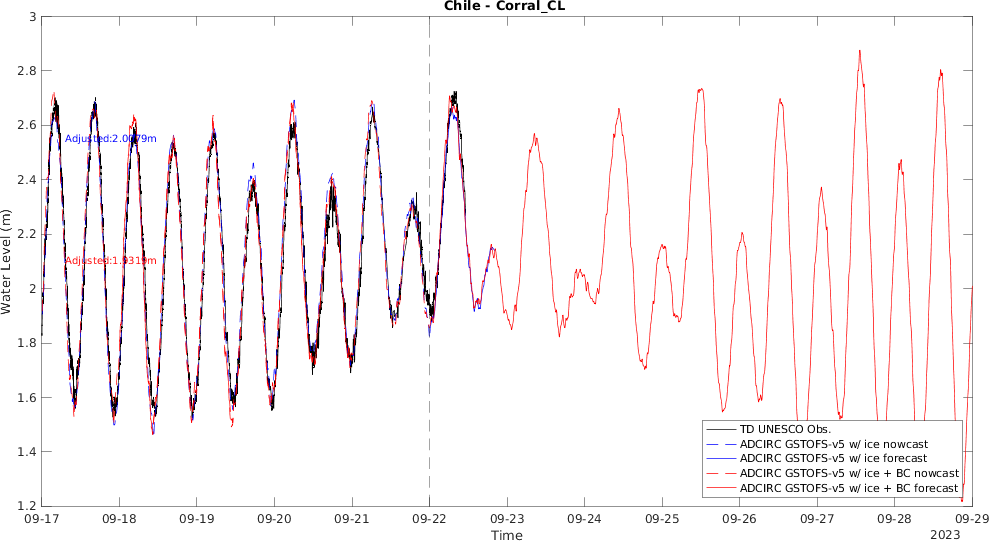 Chile - Corral_CL
3
2.8
2.6
2.4
2.2
2
1.8
1.6
1.4
1.2
Water Level (m)
Adjusted:2.0079m
Adjusted:1.9319m
TD UNESCO Obs.
ADCIRC GSTOFS-v5 w/ ice nowcast
ADCIRC GSTOFS-v5 w/ ice forecast
ADCIRC GSTOFS-v5 w/ ice + BC nowcast
ADCIRC GSTOFS-v5 w/ ice + BC forecast
09-17 09-18 09-19 09-20 09-21 09-22 09-23 09-24 09-25 09-26 09-27 09-28 09-29
Time
2023